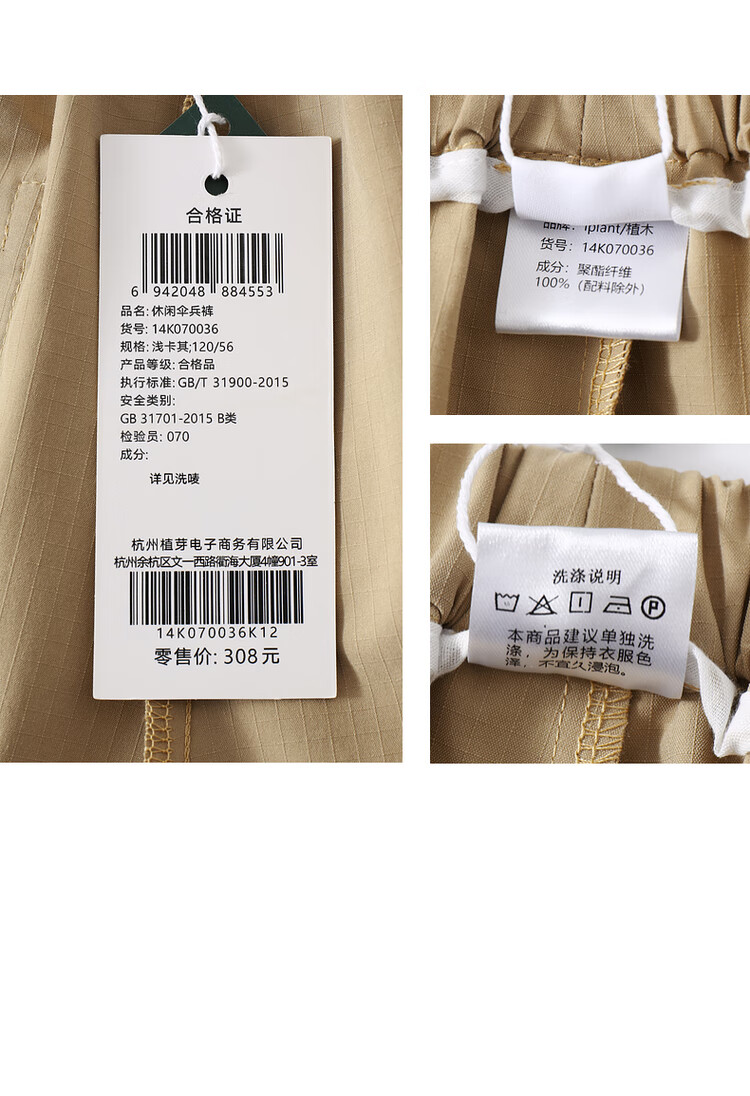 合格证
6 942048 884553
品名: 休闲伞兵裤
货号: 14K070036
规格: 浅卡其;120/56
产品等级: 合格品
执行标准: GB/T 31900-2015
安全类别:
GB 31701-2015 B类
检验员: 070
成分:
详见洗唛
杭州植芽电子商务有限公司
杭州余杭区文一西路衢海大厦4幢901-3室
14K070036K12
零售价: 308元
品牌: iplant/植木
货号: 14K070036
成分: 聚酯纤维
100%（配料除外）
洗涤说明
P
本商品建议单独洗
涤，为保持衣服色
泽，不宜久浸泡。